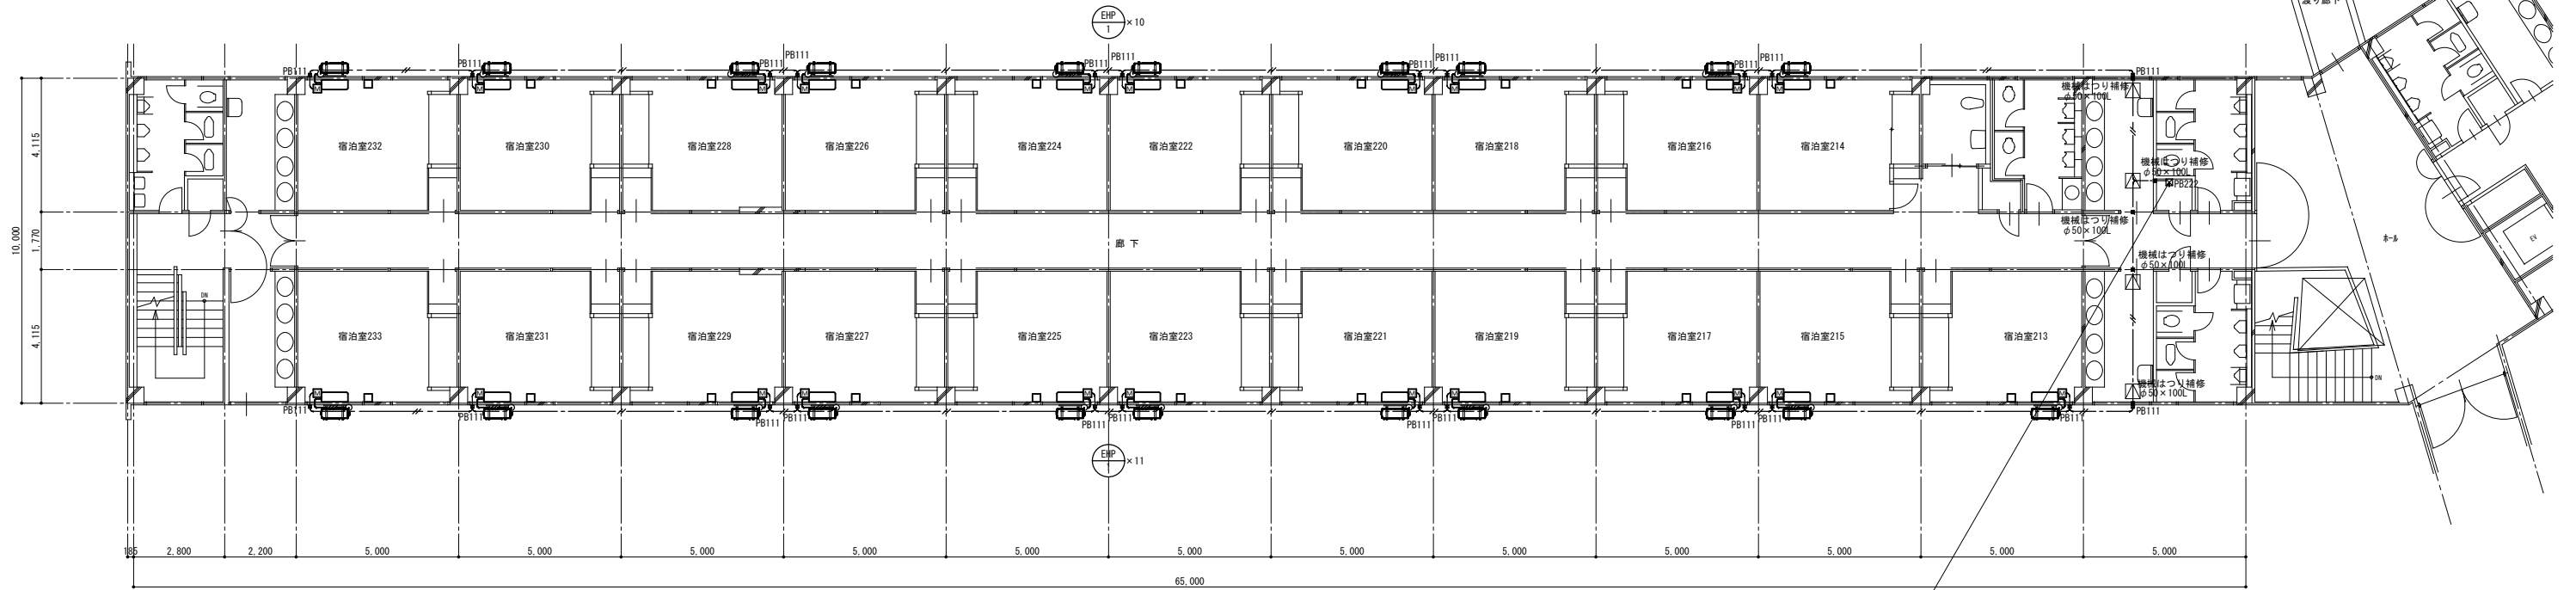 EHP
1
×10
渡り廊下
PB111
PB111
PB111
PB111
PB111
PB111
PB111
PB111
PB111
PB111
PB111
機械はつり補修
φ50×100L
4,115
宿泊室232
宿泊室230
宿泊室228
宿泊室226
宿泊室224
宿泊室222
宿泊室220
宿泊室218
宿泊室216
宿泊室214
機械はつり補修
φ50×100L
PB222
機械はつり補修
φ50×100L
10,000
1,770
廊 下
ホール
EV
機械はつり補修
φ50×100L
DN
4,115
宿泊室233
宿泊室231
宿泊室229
宿泊室227
宿泊室225
宿泊室223
宿泊室221
宿泊室219
宿泊室217
宿泊室215
宿泊室213
DN
機械はつり補修
φ50×100L
PB111
PB111
PB111
PB111
PB111
PB111
PB111
PB111
PB111
PB111
PB111
PB111
EHP
×11
185
2,800
2,200
5,000
5,000
5,000
5,000
5,000
5,000
5,000
5,000
5,000
5,000
5,000
5,000
65,000